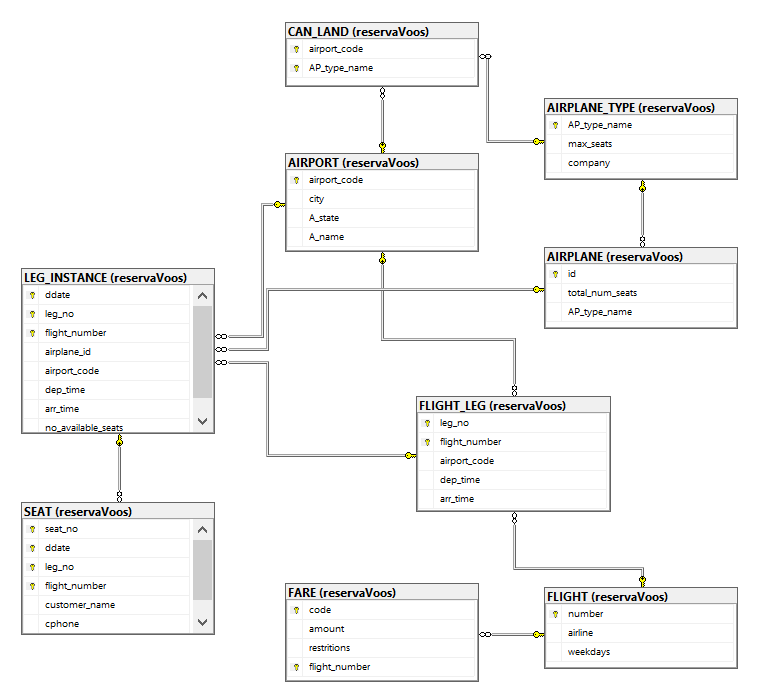 CAN_LAND (reservaVoos)
airport_code
AP_type_name
AIRPLANE_TYPE (reservaVoos)
AP_type_name
max_seats
company
AIRPORT (reservaVoos)
airport_code
city
A_state
A_name
AIRPLANE (reservaVoos)
id
total_num_seats
AP_type_name
LEG_INSTANCE (reservaVoos)
ddate
leg_no
flight_number
airplane_id
airport_code
dep_time
arr_time
no_available_seats
FLIGHT_LEG (reservaVoos)
leg_no
flight_number
airport_code
dep_time
arr_time
SEAT (reservaVoos)
seat_no
ddate
leg_no
flight_number
customer_name
cphone
FARE (reservaVoos)
code
amount
restritions
flight_number
FLIGHT (reservaVoos)
number
airline
weekdays